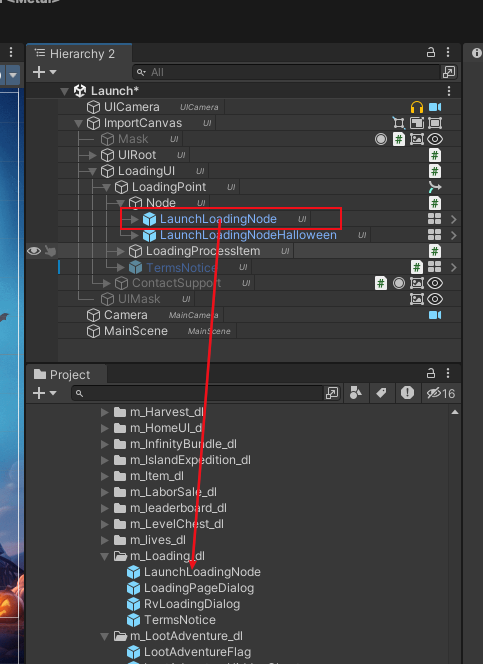 Hierarchy 2
All
Launch*
UICamera UICamera
ImportCanvas UI
Mask UI
UIRoot UI
LoadingUI UI
LoadingPoint UI
Node UI
LaunchLoadingNode UI
LaunchLoadingNodeHalloween UI
LoadingProcessItem UI
TermsNotice UI
ContactSupport UI
UIMask UI
Camera MainCamera
MainScene MainScene
Project
16
m_Harvest_dl
m_HomeUI_dl
m_InfinityBundle_dl
m_IslandExpedition_dl
m_Item_dl
m_LaborSale_dl
m_leaderboard_dl
m_LevelChest_dl
m_lives_dl
m_Loading_dl
LaunchLoadingNode
LoadingPageDialog
RvLoadingDialog
TermsNotice
m_LootAdventure_dl
LootAdventureFlag